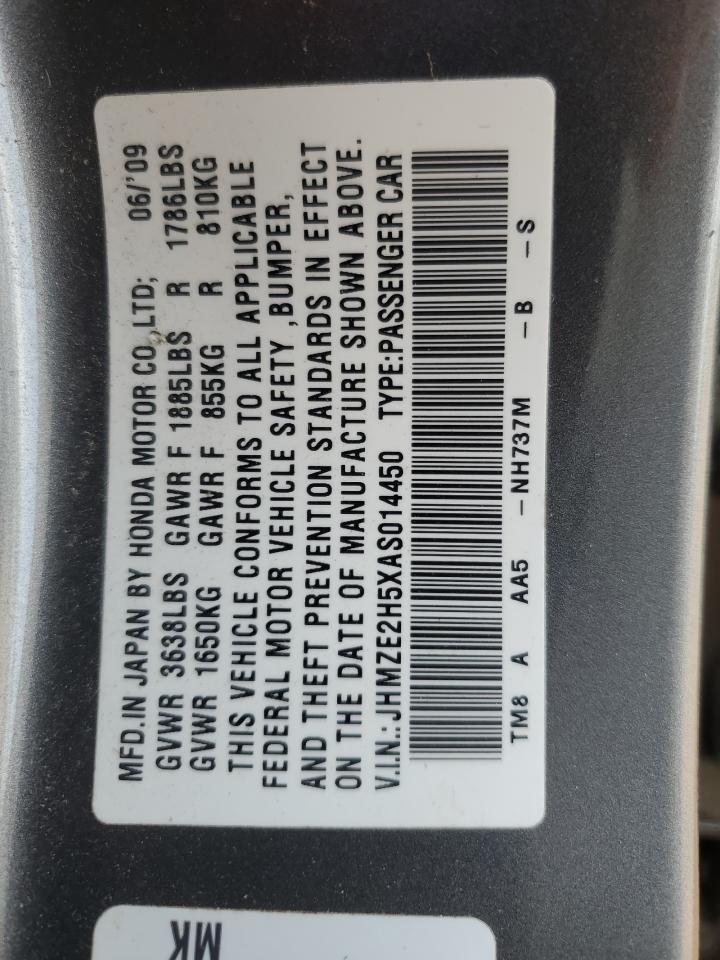 MFD.IN JAPAN BY HONDA MOTOR CO.,LTD; 06/'09
GVWR 3638LBS GAWR F 1885LBS R 1786LBS
GVWR 1650KG GAWR F 855KG R 810KG
THIS VEHICLE CONFORMS TO ALL APPLICABLE
FEDERAL MOTOR VEHICLE SAFETY ,BUMPER,
AND THEFT PREVENTION STANDARDS IN EFFECT
ON THE DATE OF MANUFACTURE SHOWN ABOVE.
V.I.N.: JHMZE2H5XAS014450 TYPE:PASSENGER CAR
TM8 A AA5 -NH737M -B -S
MK